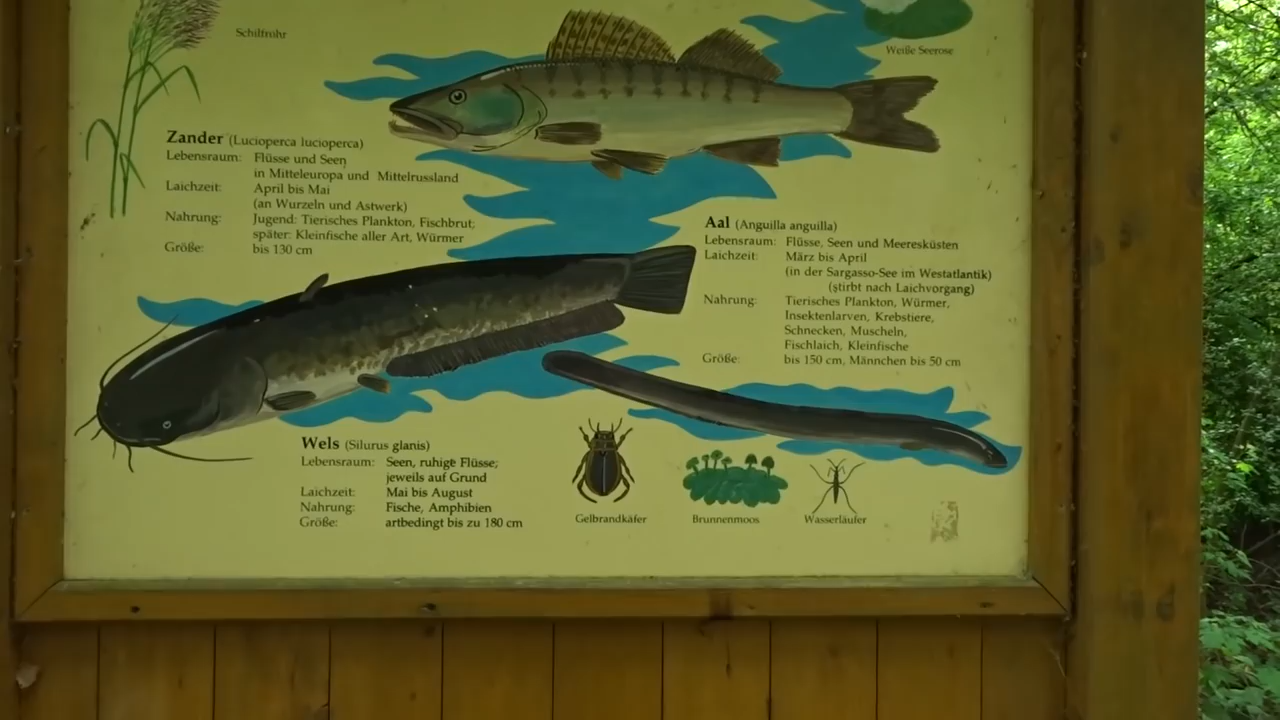 Schilfrohr
Weiße Seerose
Zander (Lucioperca lucioperca)
Lebensraum: Flüsse und Seen
in Mitteleuropa und Mittelrussland
Laichzeit: April bis Mai
(an Wurzeln und Astwerk)
Nahrung: Jugend: Tierisches Plankton, Fischbrut;
später: Kleinfische aller Art, Würmer
Größe: bis 130 cm
Aal (Anguilla anguilla)
Lebensraum: Flüsse, Seen und Meeresküsten
Laichzeit: März bis April
(in der Sargasso-See im Westatlantik)
(stirbt nach Laichvorgang)
Nahrung: Tierisches Plankton, Würmer,
Insektenlarven, Krebstiere,
Schnecken, Muscheln,
Fischlaich, Kleinfische
Größe: bis 150 cm, Männchen bis 50 cm
Wels (Silurus glanis)
Lebensraum: Seen, ruhige Flüsse;
jeweils auf Grund
Laichzeit: Mai bis August
Nahrung: Fische, Amphibien
Größe: artbedingt bis zu 180 cm
Gelbrandkäfer
Brunnenmoos
Wasserläufer